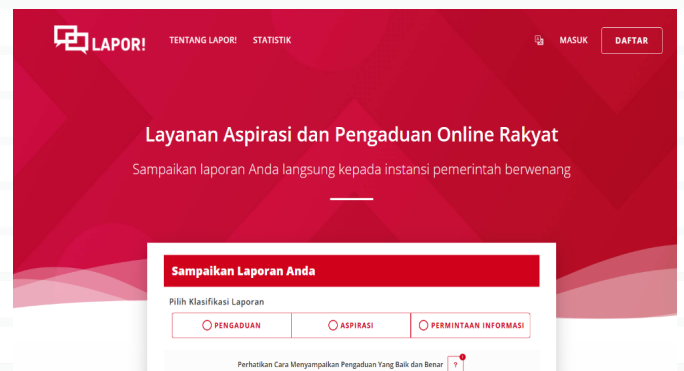 LAPOR!
TENTANG LAPOR! STATISTIK
MASUK DAFTAR
Layanan Aspirasi dan Pengaduan Online Rakyat
Sampaikan laporan Anda langsung kepada instansi pemerintah berwenang
Sampaikan Laporan Anda
Pilih Klasifikasi Laporan
PENGADUAN ASPIRASI PERMINTAAN INFORMASI
Perhatikan Cara Menyampaikan Pengaduan Yang Baik dan Benar ?